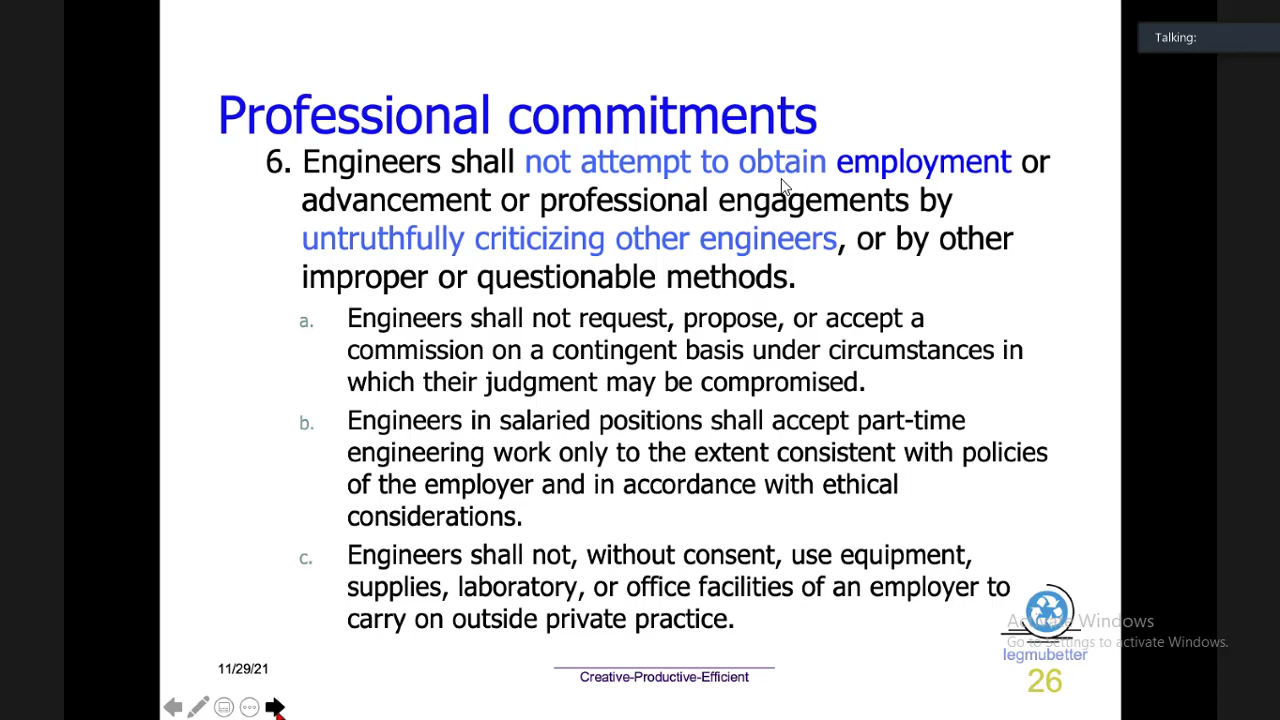 Talking:
Professional commitments
6. Engineers shall not attempt to obtain employment or
advancement or professional engagements by
untruthfully criticizing other engineers, or by other
improper or questionable methods.
a. Engineers shall not request, propose, or accept a
commission on a contingent basis under circumstances in
which their judgment may be compromised.
b. Engineers in salaried positions shall accept part-time
engineering work only to the extent consistent with policies
of the employer and in accordance with ethical
considerations.
c. Engineers shall not, without consent, use equipment,
supplies, laboratory, or office facilities of an employer to
carry on outside private practice.
Activate Windows
Go to Settings to activate Windows.
legmubetter
11/29/21
Creative-Productive-Efficient
26